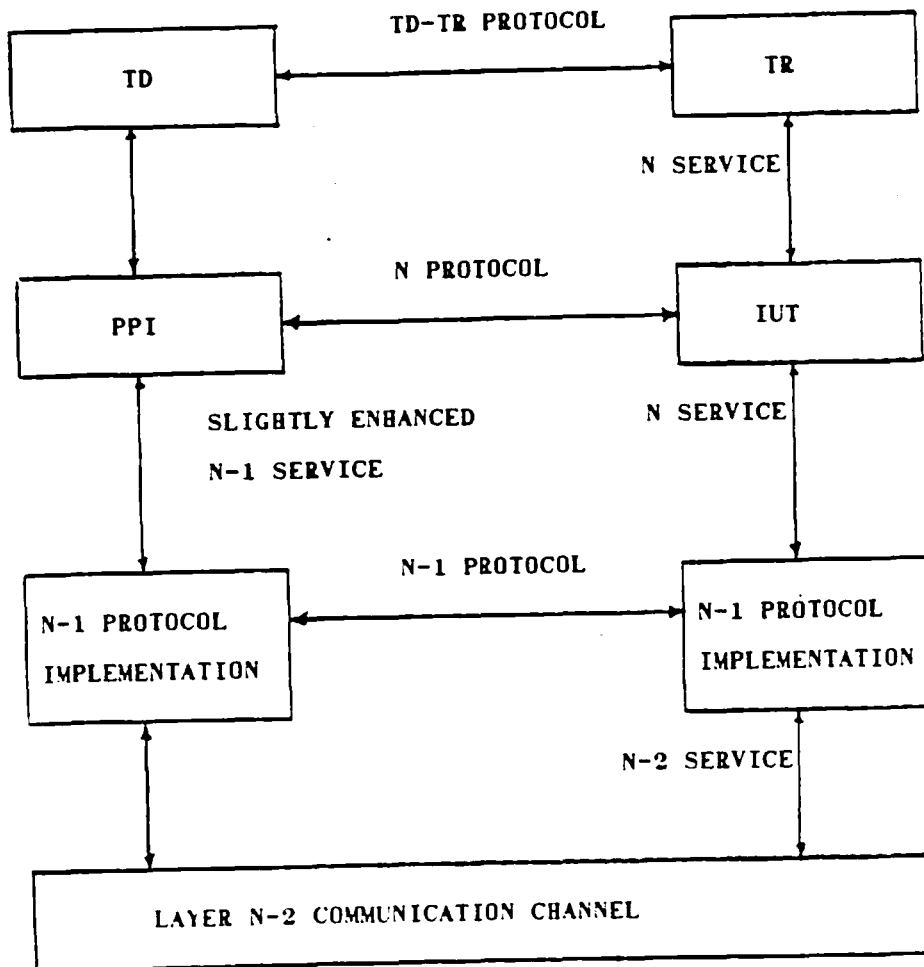 TD-TR PROTOCOL
TD
TR
N SERVICE
N PROTOCOL
PPI
IUT
SLIGHTLY ENHANCED
N-1 SERVICE
N SERVICE
N-1 PROTOCOL
N-1 PROTOCOL
IMPLEMENTATION
N-1 PROTOCOL
IMPLEMENTATION
N-2 SERVICE
LAYER N-2 COMMUNICATION CHANNEL